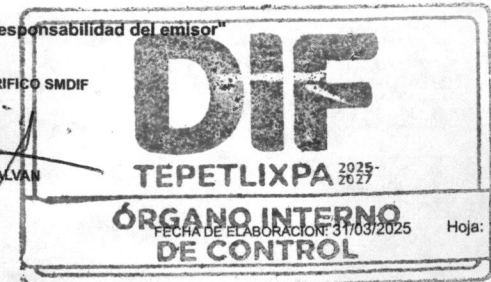 esponsabilidad del emisor"
RIFICO SMDIF
DIF
ALVAN
TEPETLIXPA 2025-2027
ÓRGANO INTERNO
FECHA DE ELABORACION: 31/03/2025 Hoja:
DE CONTROL